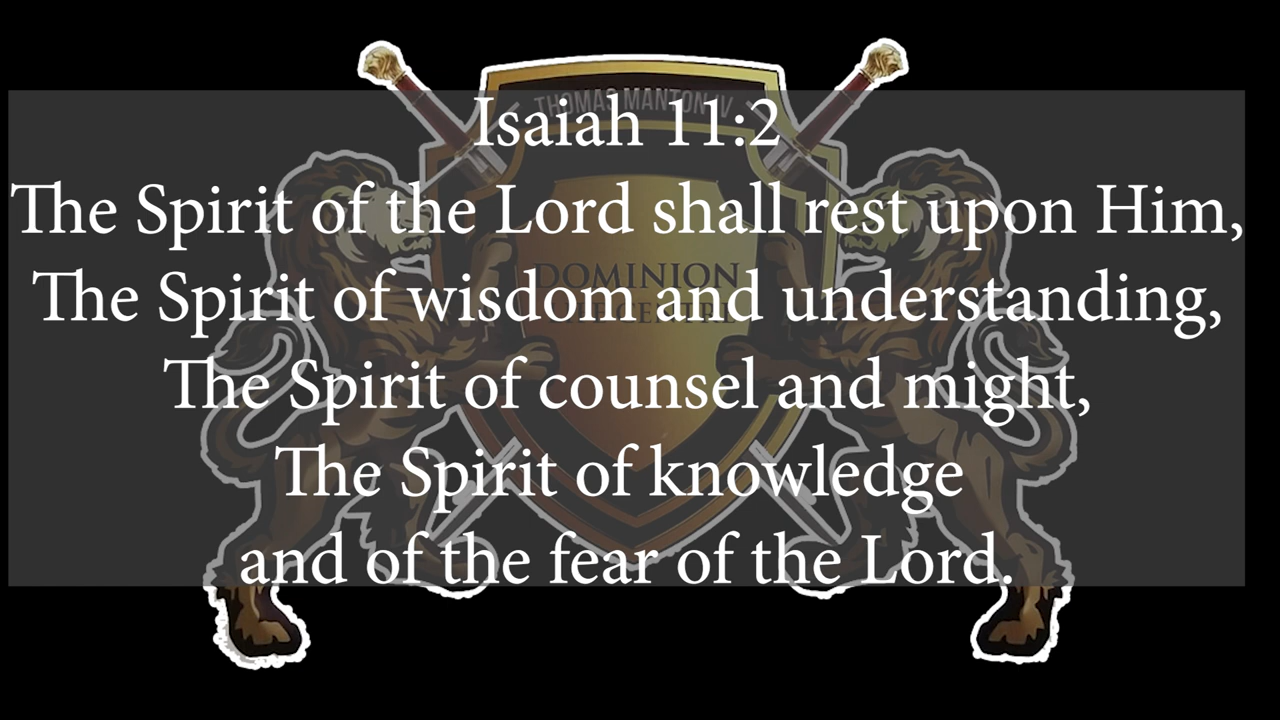 THOMAS MANTON IV
Isaiah 11:2
The Spirit of the Lord shall rest upon Him,
DOMINION
The Spirit of wisdom and understanding,
LIFE CENTRE
The Spirit of counsel and might,
The Spirit of knowledge
and of the fear of the Lord.